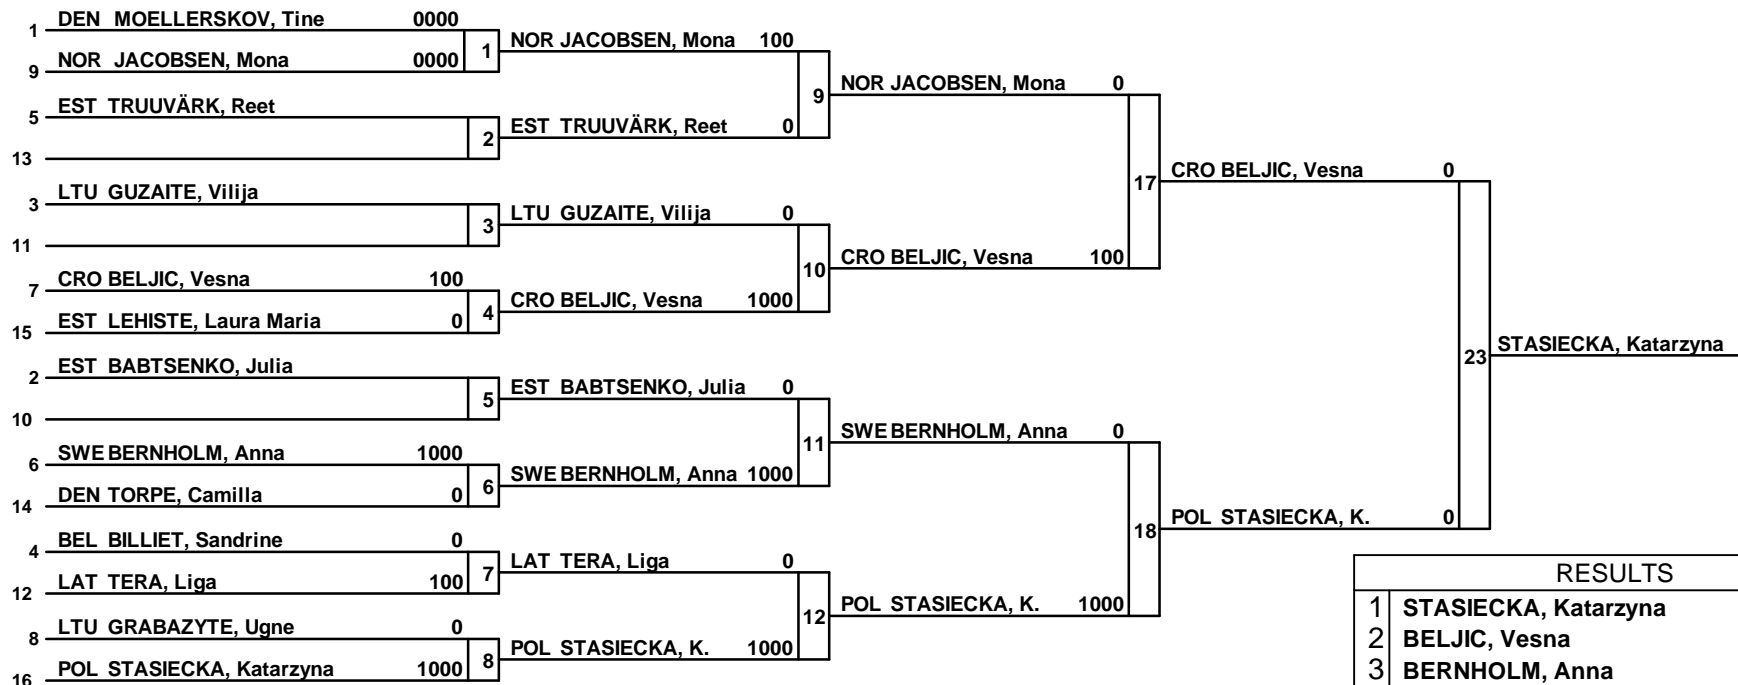 DEN MOELLERSKOV, Tine 0000
1
NOR JACOBSEN, Mona 0000
9
1
NOR JACOBSEN, Mona 100
EST TRUUVÄRK, Reet
5
13
2
EST TRUUVÄRK, Reet 0
9
NOR JACOBSEN, Mona 0
LTU GUZAITE, Vilija
3
11
3
LTU GUZAITE, Vilija 0
CRO BELJIC, Vesna 100
7
EST LEHISTE, Laura Maria 0
15
4
CRO BELJIC, Vesna 1000
10
CRO BELJIC, Vesna 100
17
CRO BELJIC, Vesna 0
EST BABTSENKO, Julia
2
10
5
EST BABTSENKO, Julia 0
SWE BERNHOLM, Anna 1000
6
DEN TORPE, Camilla 0
14
6
SWE BERNHOLM, Anna 1000
11
SWE BERNHOLM, Anna 0
BEL BILLIET, Sandrine 0
4
LAT TERA, Liga 100
12
7
LAT TERA, Liga 0
LTU GRABAZYTE, Ugne 0
8
POL STASIECKA, Katarzyna 1000
16
8
POL STASIECKA, K. 1000
12
POL STASIECKA, K. 1000
18
POL STASIECKA, K. 0
23
STASIECKA, Katarzyna
RESULTS
1 STASIECKA, Katarzyna
2 BELJIC, Vesna
3 BERNHOLM, Anna